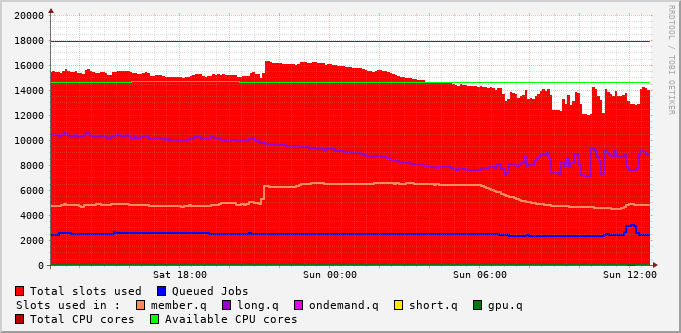 20000
18000
16000
14000
12000
10000
8000
6000
4000
2000
0
Sat 18:00 Sun 00:00 Sun 06:00 Sun 12:00
RRDTOOL / TOBI OETIKER
Total slots used Queued Jobs
Slots used in : member.q long.q ondemand.q short.q gpu.q
Total CPU cores Available CPU cores